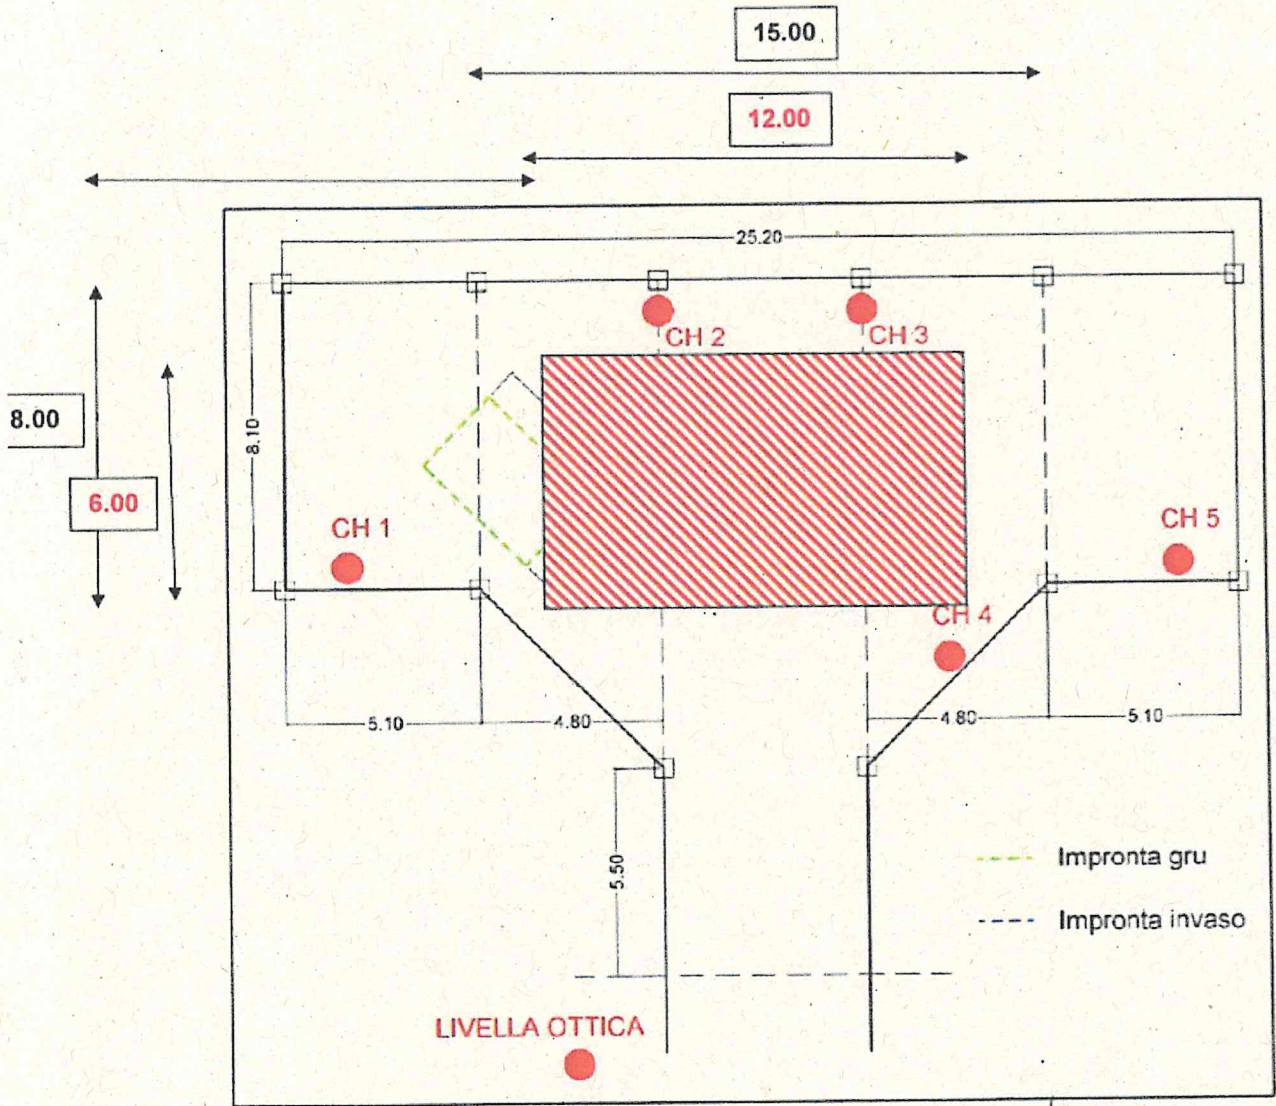 15.00
12.00
25.20
CH 2
CH 3
8.10
8.00
6.00
CH 1
CH 5
CH 4
5.10
4.80
4.80
5.10
5.50
Impronta gru
Impronta invaso
LIVELLA OTTICA